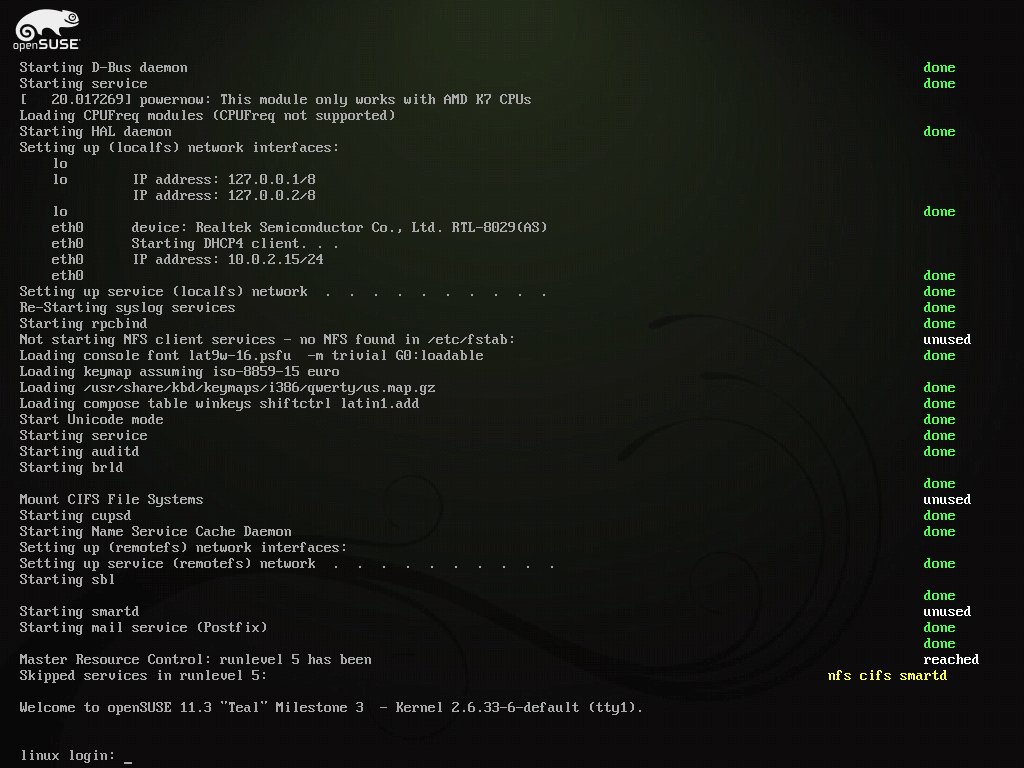 openSUSE
Starting D-Bus daemon done
Starting service done
[   20.017269] powernow: This module only works with AMD K7 CPUs
Loading CPUFreq modules (CPUFreq not supported)
Starting HAL daemon done
Setting up (localfs) network interfaces:
lo
lo IP address: 127.0.0.1/8
IP address: 127.0.0.2/8
lo done
eth0 device: Realtek Semiconductor Co., Ltd. RTL-8029(AS)
eth0 Starting DHCP4 client. . .
eth0 IP address: 10.0.2.15/24
eth0 done
Setting up service (localfs) network . . . . . . . . . . done
Re-Starting syslog services done
Starting rpcbind done
Not starting NFS client services - no NFS found in /etc/fstab: unused
Loading console font lat9w-16.psfu  -m trivial G0:loadable done
Loading keymap assuming iso-8859-15 euro
Loading /usr/share/kbd/keymaps/i386/qwerty/us.map.gz done
Loading compose table winkeys shiftctrl latin1.add done
Start Unicode mode done
Starting service done
Starting auditd done
Starting brld
done
Mount CIFS File Systems unused
Starting cupsd done
Starting Name Service Cache Daemon done
Setting up (remotefs) network interfaces:
Setting up service (remotefs) network . . . . . . . . . . done
Starting sbl
done
Starting smartd unused
Starting mail service (Postfix) done
done
Master Resource Control: runlevel 5 has been reached
Skipped services in runlevel 5: nfs cifs smartd
Welcome to openSUSE 11.3 "Teal" Milestone 3  - Kernel 2.6.33-6-default (tty1).
linux login: _